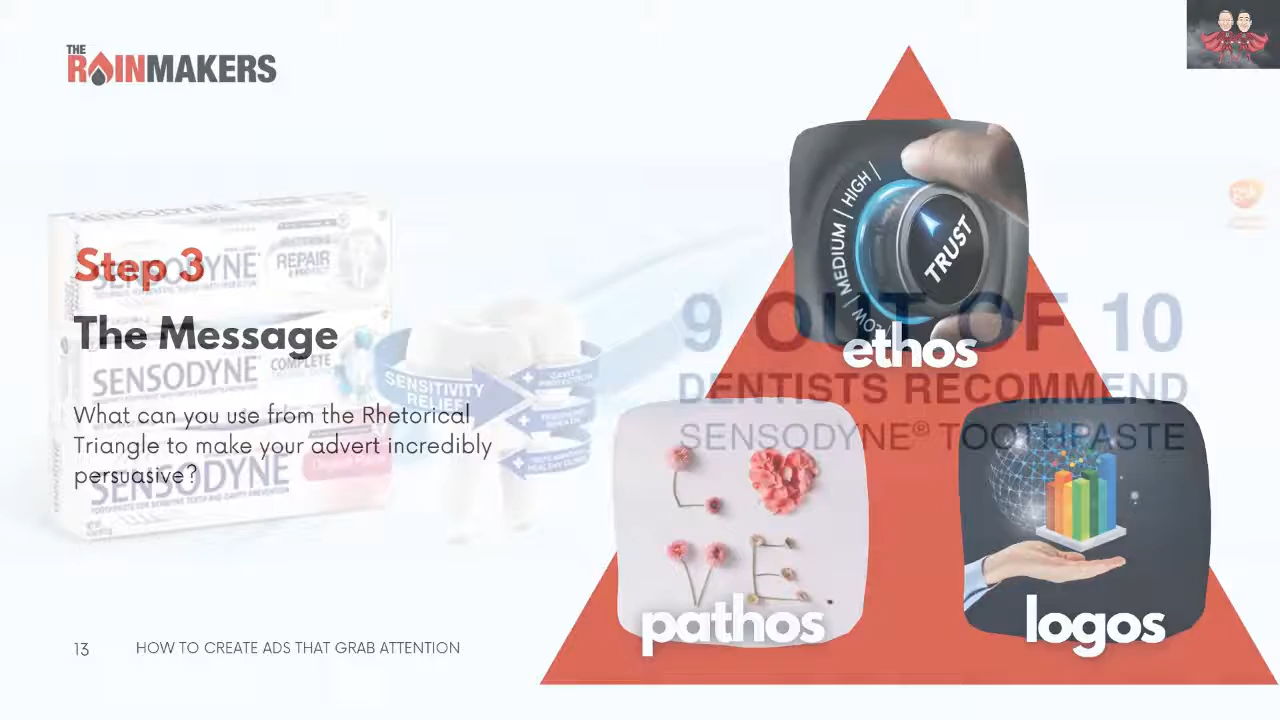 THE
RAINMAKERS
Step 3
The Message
What can you use from the Rhetorical
Triangle to make your advert incredibly
persuasive?
13
HOW TO CREATE ADS THAT GRAB ATTENTION
LOW | MEDIUM | HIGH |
TRUST
ethos
LOVE
pathos
logos
SENSODYNE
REPAIR
& PROTECT
SENSODYNE
COMPLETE
SENSODYNE
SENSITIVITY
RELIEF
9 OUT OF 10
DENTISTS RECOMMEND
SENSODYNE® TOOTHPASTE